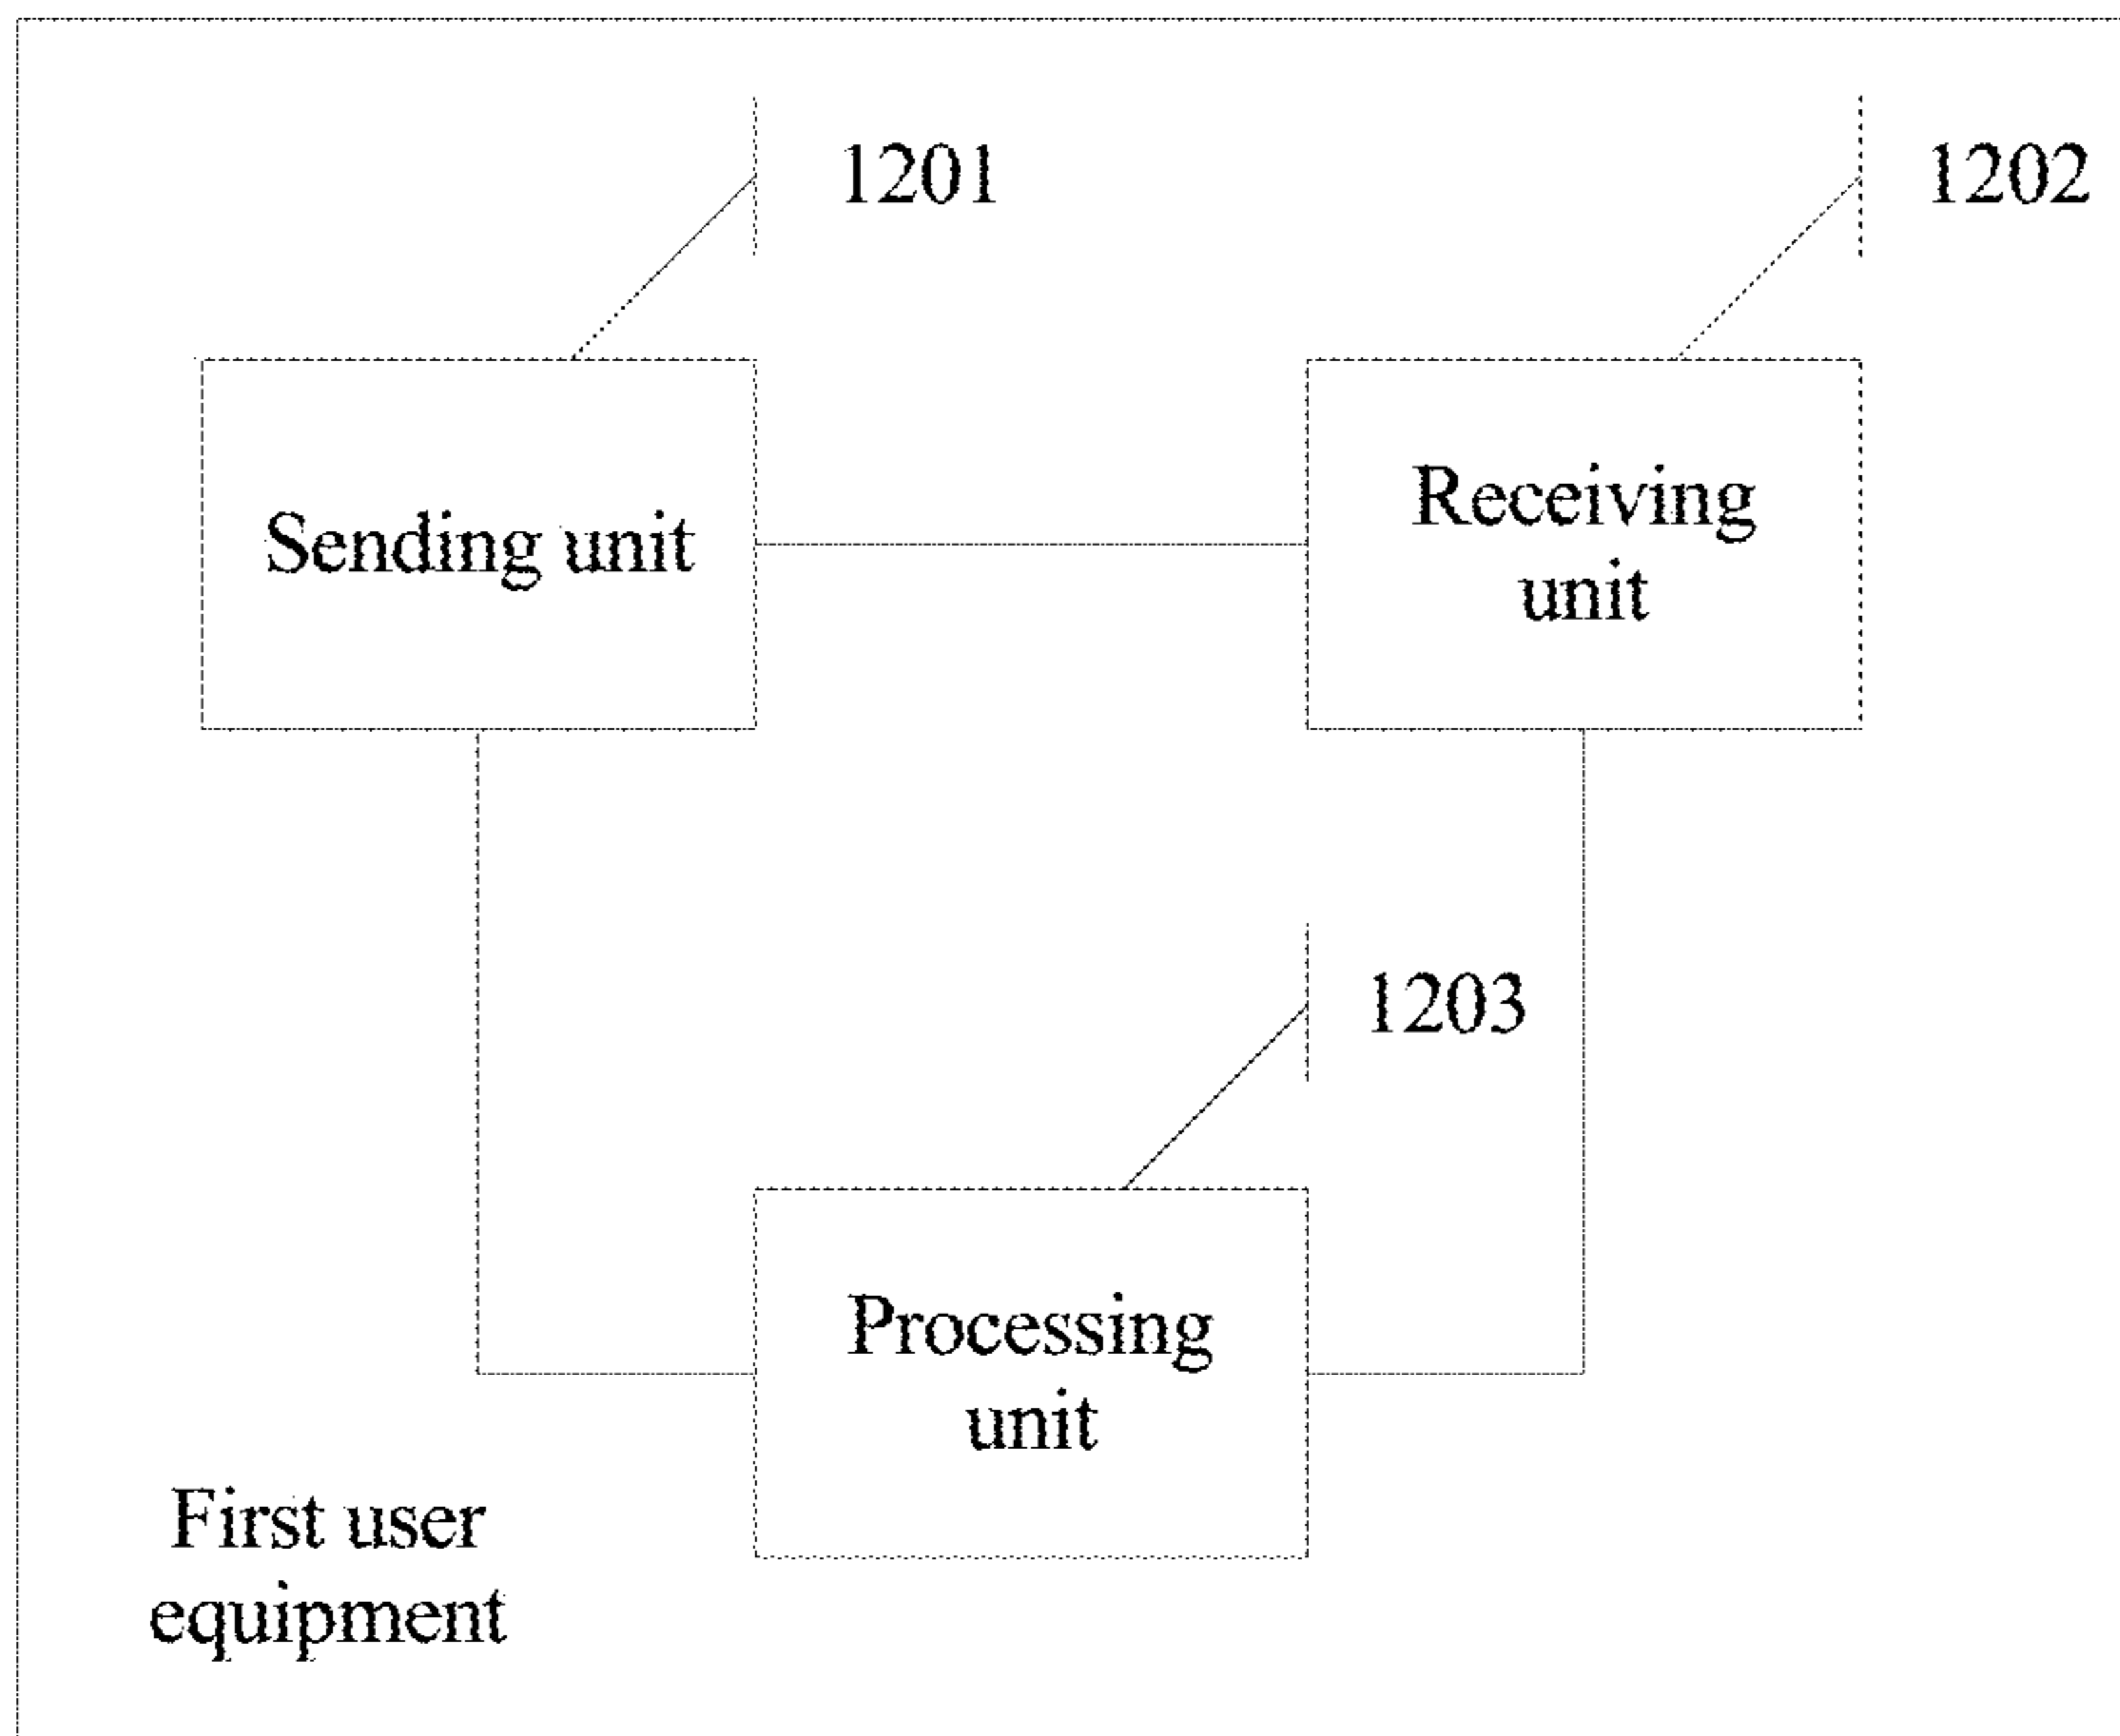 1201
1202
Sending unit
Receiving
unit
1203
Processing
unit
First user
equipment